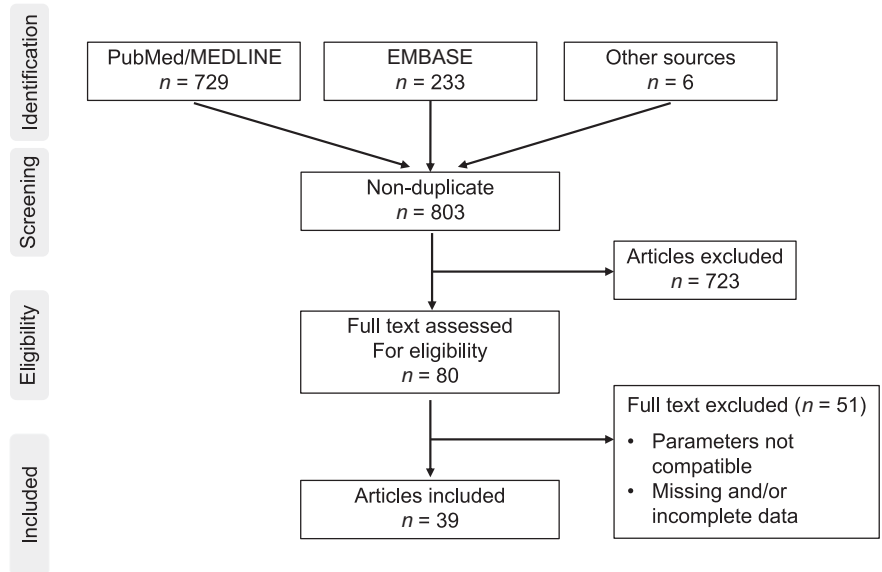 Identification
PubMed/MEDLINE
n = 729
EMBASE
n = 233
Other sources
n = 6
Screening
Non-duplicate
n = 803
Articles excluded
n = 723
Eligibility
Full text assessed
For eligibility
n = 80
Full text excluded (n = 51)
• Parameters not
compatible
• Missing and/or
incomplete data
Included
Articles included
n = 39